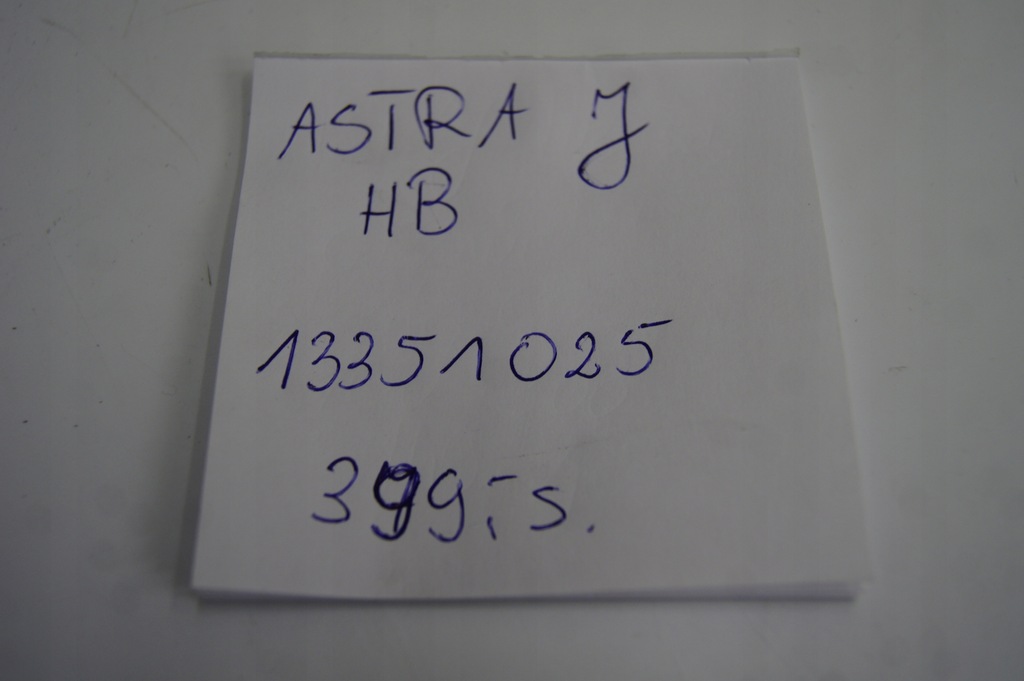 ASTRA J
HB
13351025
399,- s.